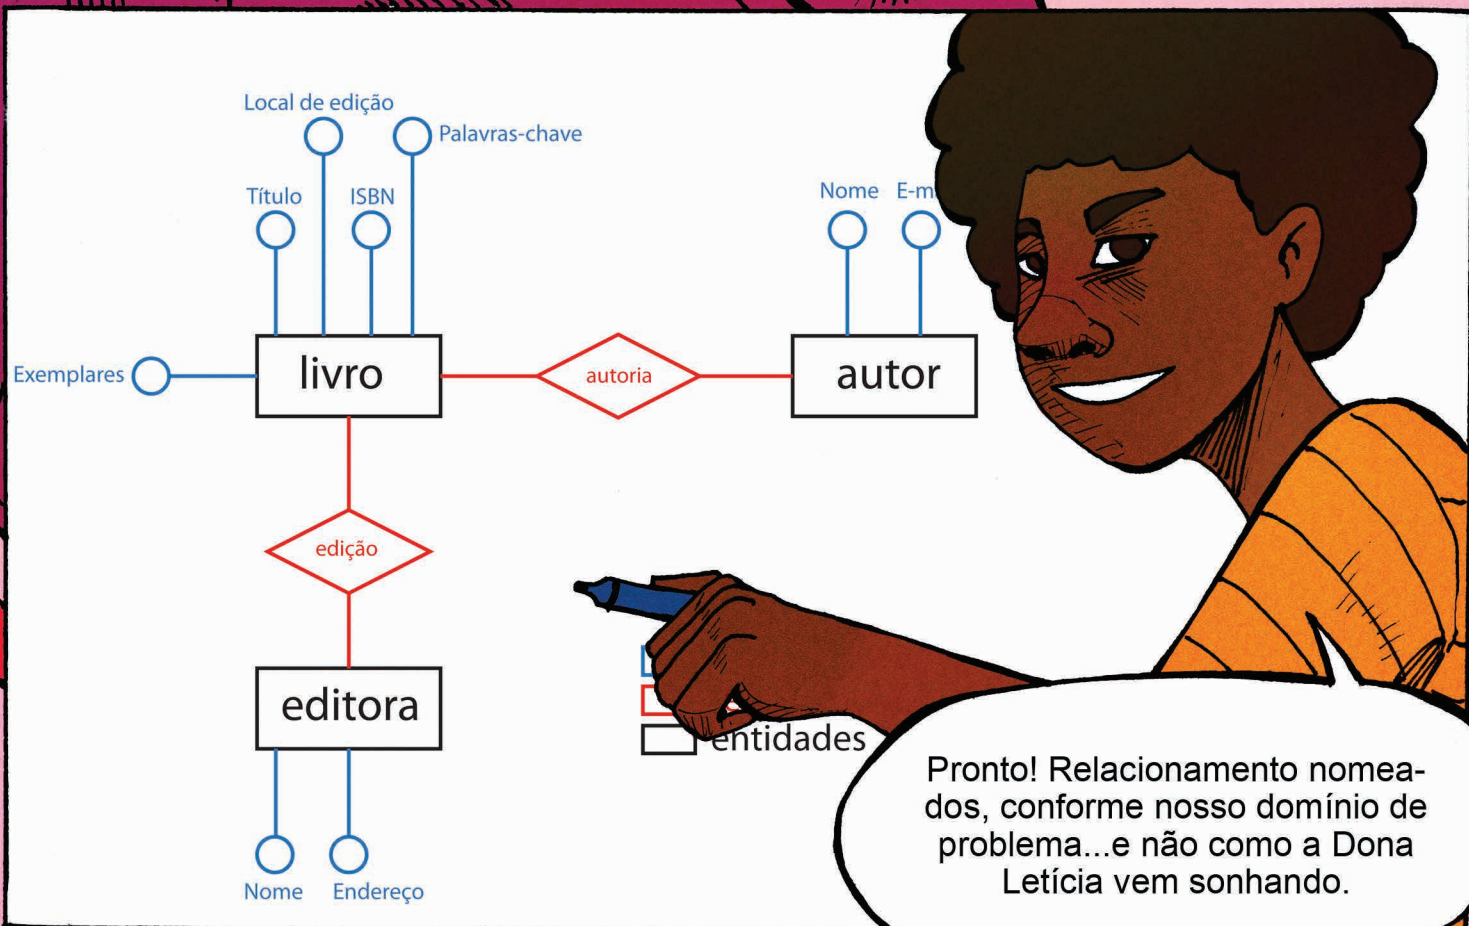 Local de edição
Palavras-chave
Título
ISBN
Nome
Exemplares
livro
autoria
autor
edição
editora
entidades
Nome
Endereço
Pronto! Relacionamento nomea-
dos, conforme nosso domínio de
problema...e não como a Dona
Letícia vem sonhando.